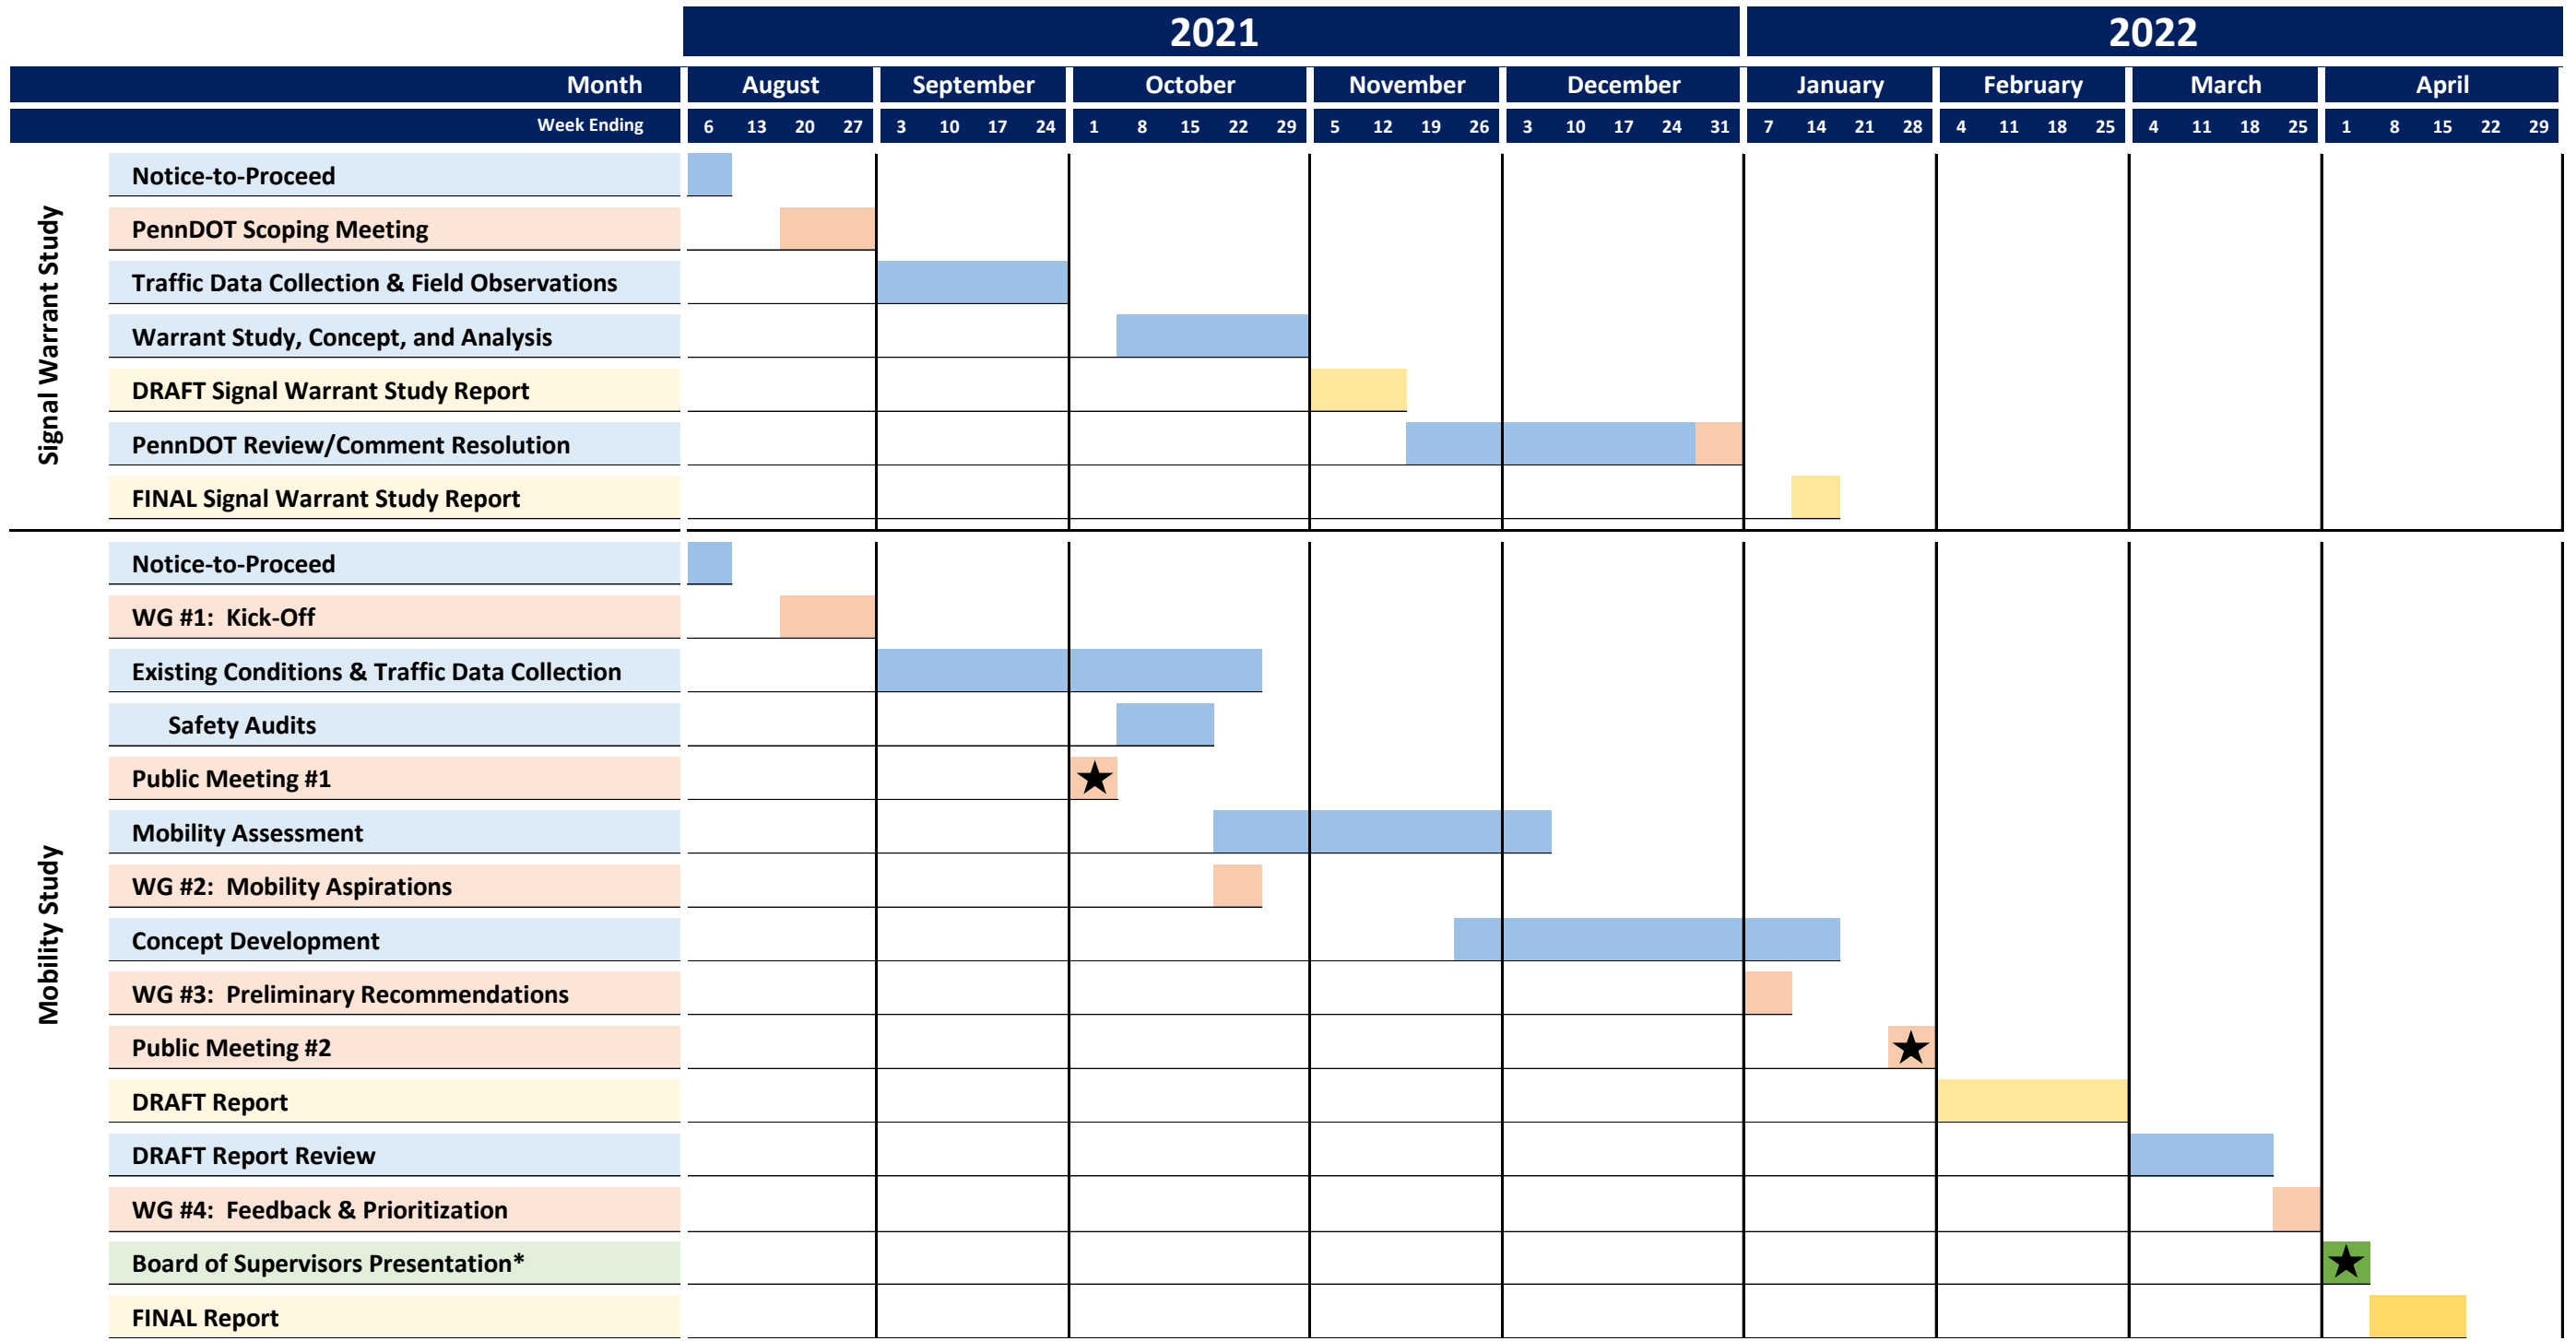 2021 2022
Month August September October November December January February March April
Week Ending 6 13 20 27 3 10 17 24 1 8 15 22 29 5 12 19 26 3 10 17 24 31 7 14 21 28 4 11 18 25 4 11 18 25 1 8 15 22 29
Signal Warrant Study
Notice-to-Proceed
PennDOT Scoping Meeting
Traffic Data Collection & Field Observations
Warrant Study, Concept, and Analysis
DRAFT Signal Warrant Study Report
PennDOT Review/Comment Resolution
FINAL Signal Warrant Study Report
Mobility Study
Notice-to-Proceed
WG #1: Kick-Off
Existing Conditions & Traffic Data Collection
Safety Audits
Public Meeting #1
Mobility Assessment
WG #2: Mobility Aspirations
Concept Development
WG #3: Preliminary Recommendations
Public Meeting #2
DRAFT Report
DRAFT Report Review
WG #4: Feedback & Prioritization
Board of Supervisors Presentation*
FINAL Report